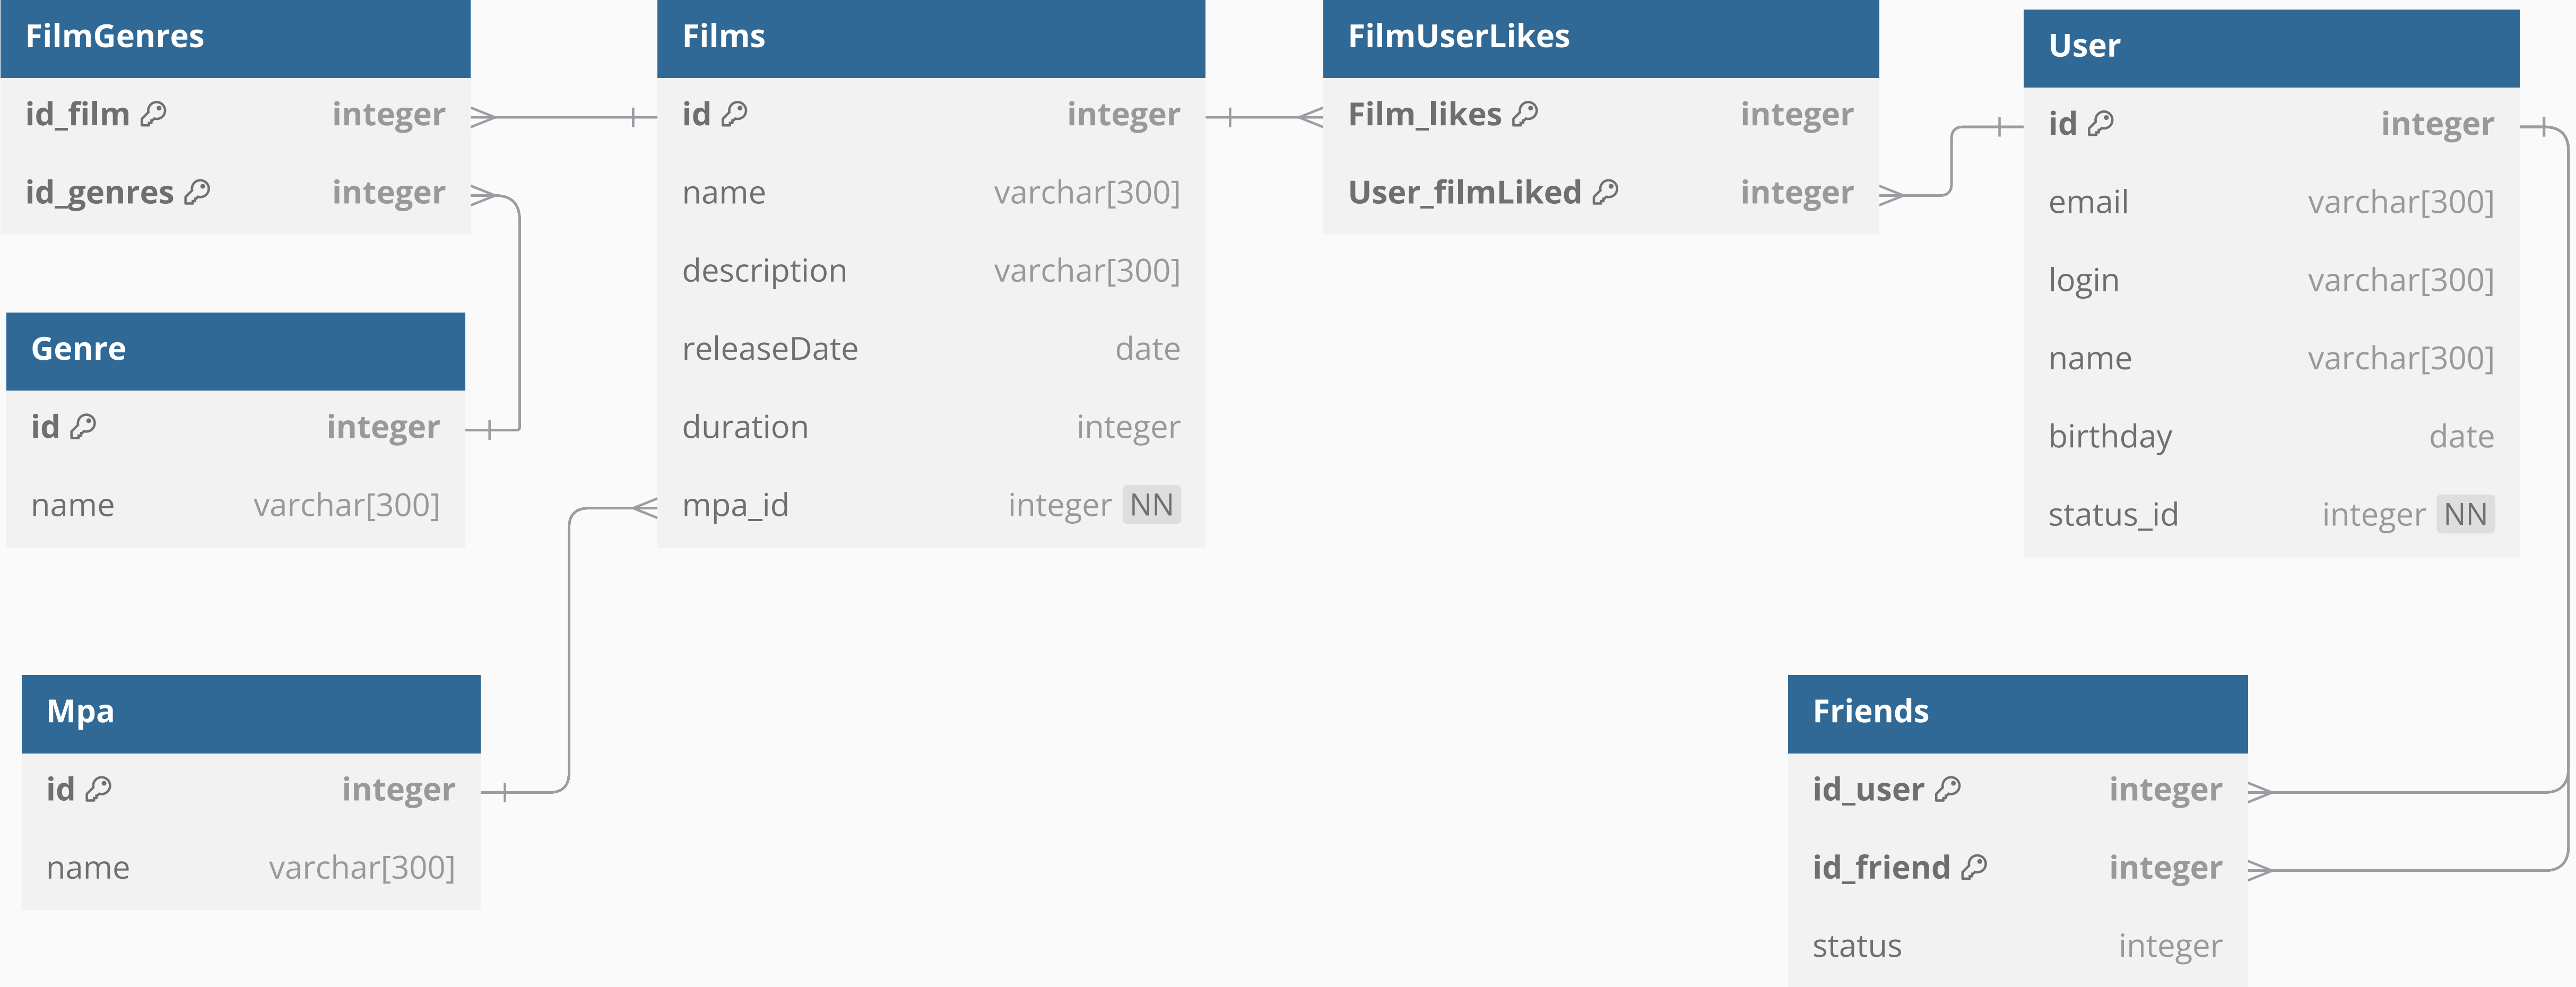 FilmGenres
id_film integer
id_genres integer
Genre
id integer
name varchar[300]
Mpa
id integer
name varchar[300]
Films
id integer
name varchar[300]
description varchar[300]
releaseDate date
duration integer
mpa_id integer NN
FilmUserLikes
Film_likes integer
User_filmLiked integer
User
id integer
email varchar[300]
login varchar[300]
name varchar[300]
birthday date
status_id integer NN
Friends
id_user integer
id_friend integer
status integer